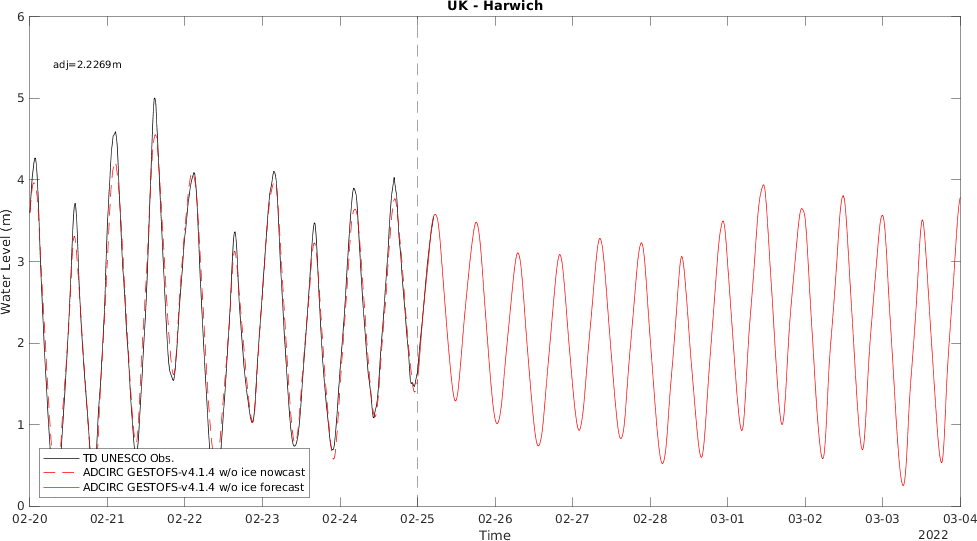 UK - Harwich
adj=2.2269m
6
5
4
3
2
1
0
Water Level (m)
TD UNESCO Obs.
ADCIRC GESTOFS-v4.1.4 w/o ice nowcast
ADCIRC GESTOFS-v4.1.4 w/o ice forecast
02-20 02-21 02-22 02-23 02-24 02-25 02-26 02-27 02-28 03-01 03-02 03-03 03-04
Time
2022